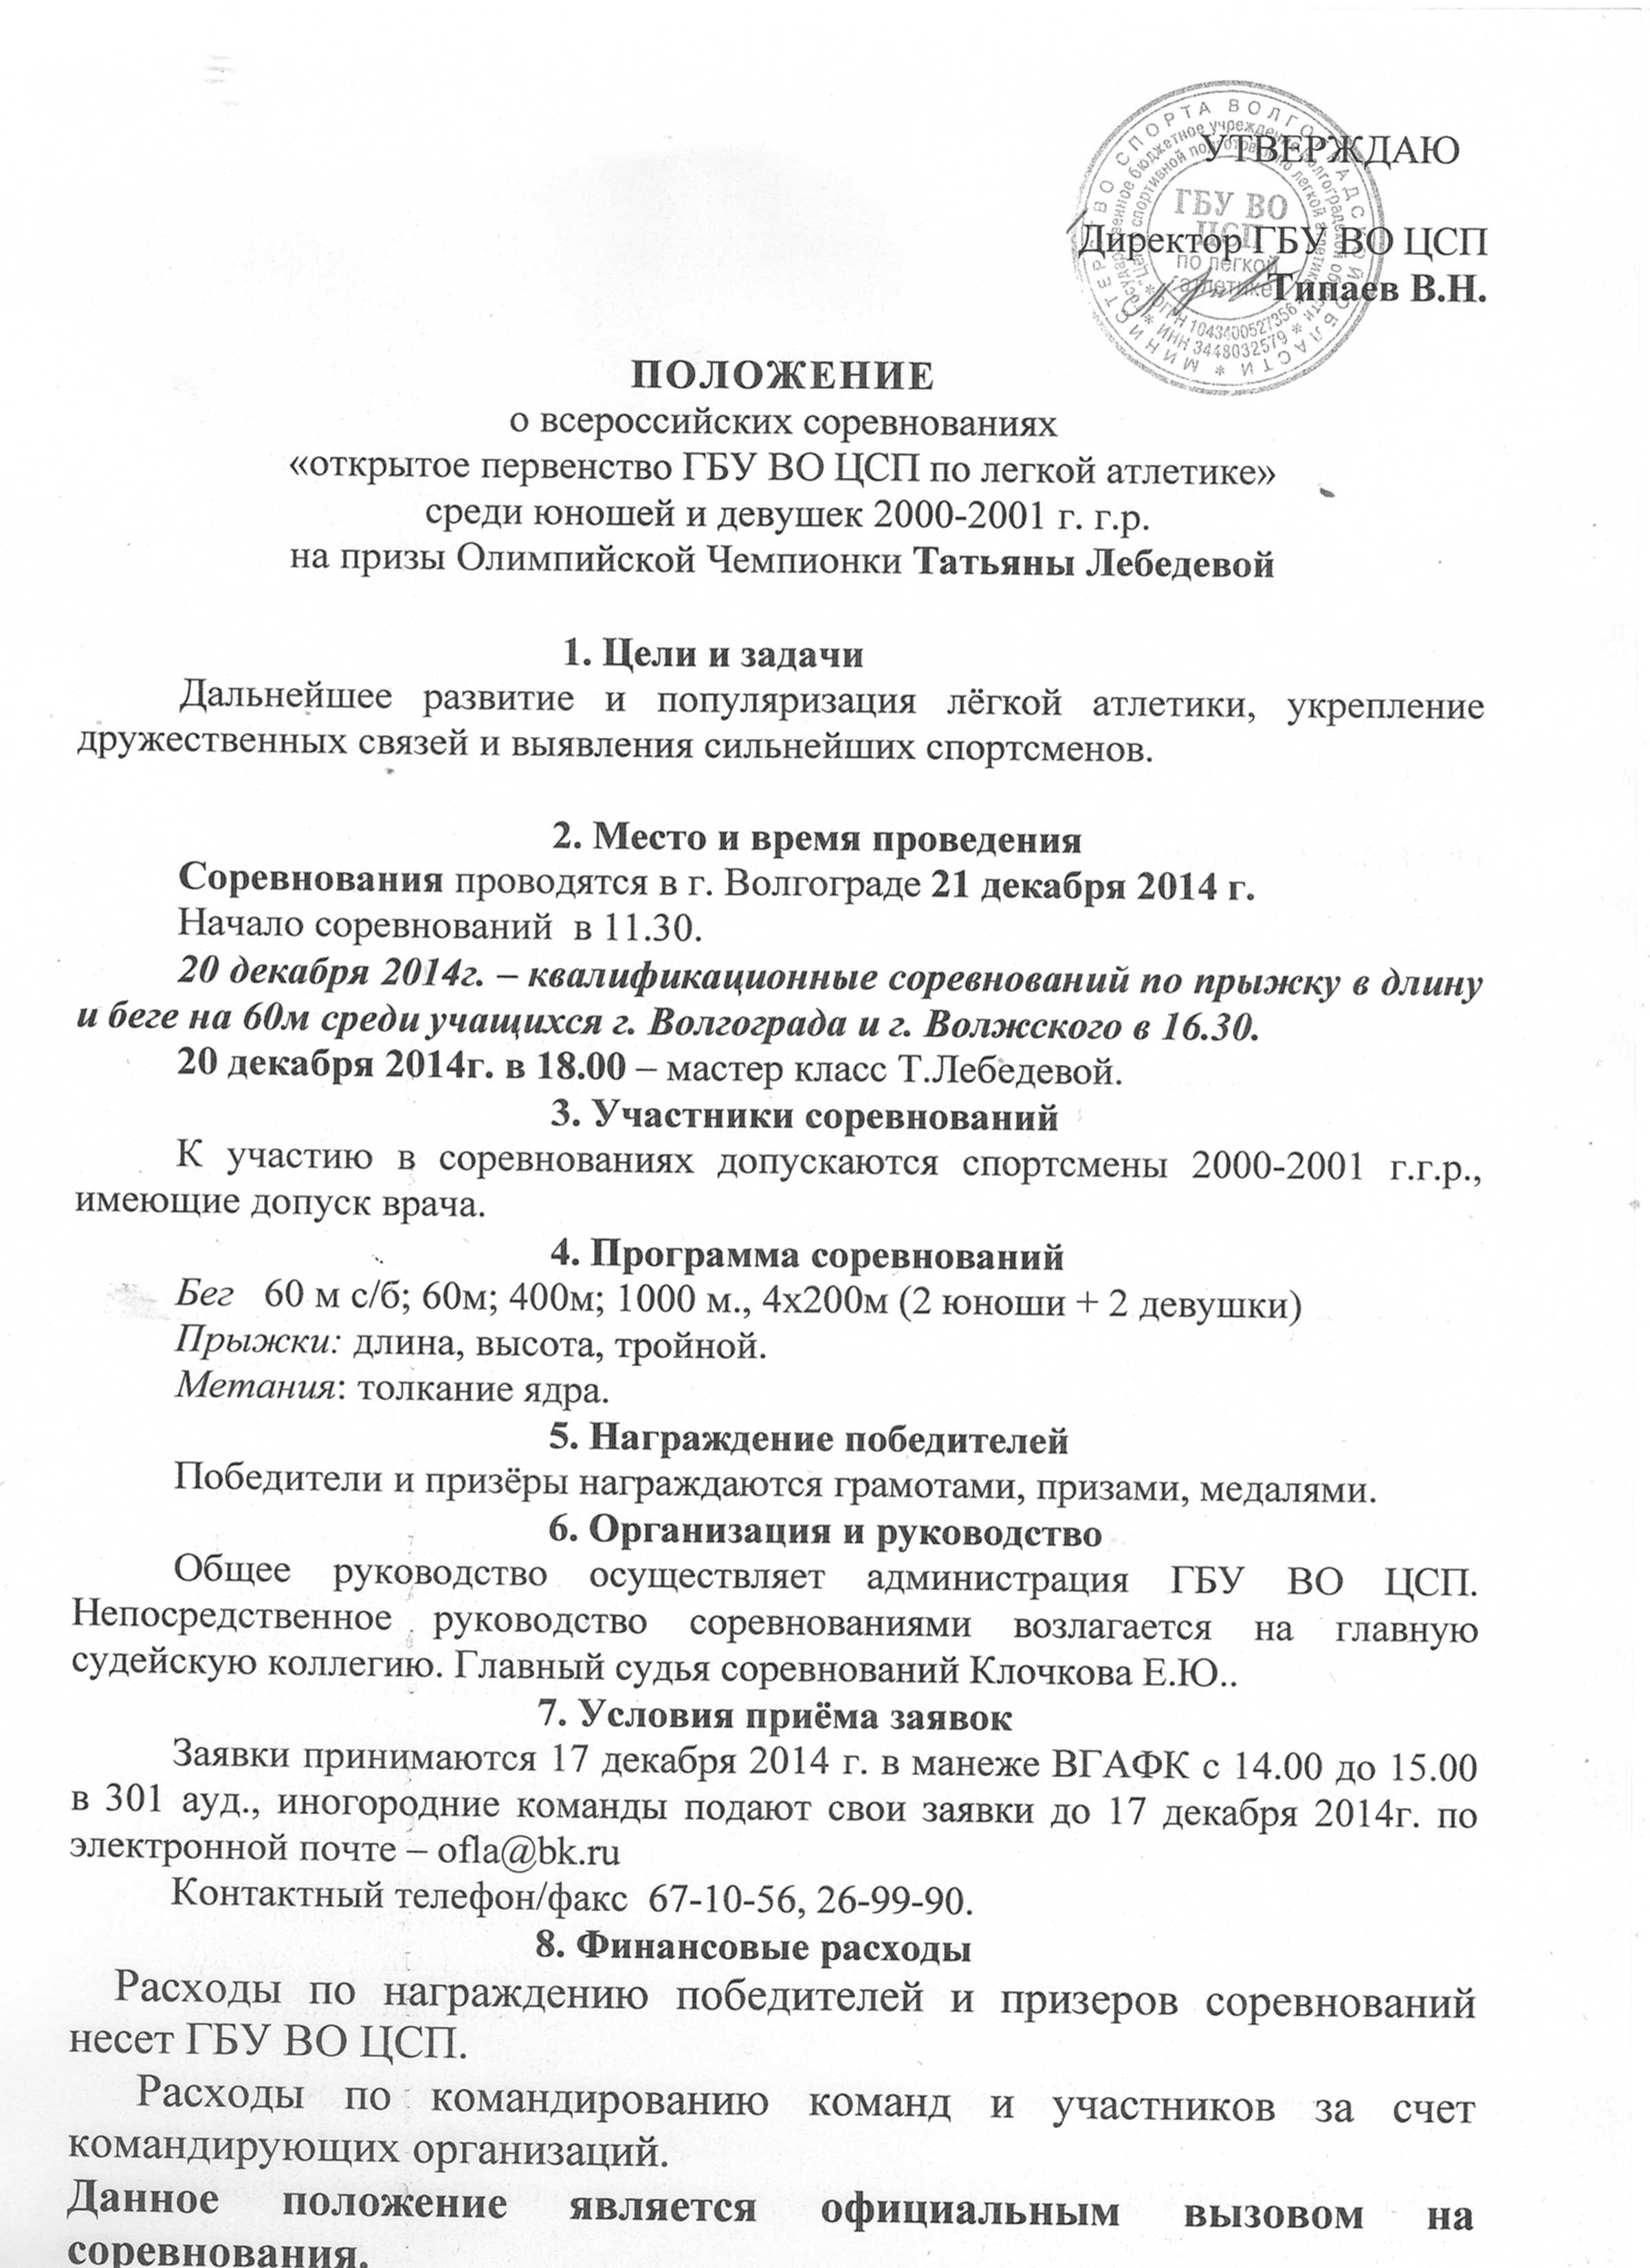 УТВЕРЖДАЮ
Директор ГБУ ВО ЦСП
Типаев В.Н.
МИНИСТЕРСТВО СПОРТА ВОЛГОГРАДСКОЙ ОБЛАСТИ *
ОГРН 1043400527356 *
* ИНН 3448032579 *
ГБУ ВО
ЦСП
по легкой
атлетике
ПОЛОЖЕНИЕ
о всероссийских соревнованиях
«открытое первенство ГБУ ВО ЦСП по легкой атлетике»
среди юношей и девушек 2000-2001 г. г.р.
на призы Олимпийской Чемпионки Татьяны Лебедевой
1. Цели и задачи
Дальнейшее развитие и популяризация лёгкой атлетики, укрепление
дружественных связей и выявления сильнейших спортсменов.
2. Место и время проведения
Соревнования проводятся в г. Волгограде 21 декабря 2014 г.
Начало соревнований в 11.30.
20 декабря 2014г. – квалификационные соревнований по прыжку в длину
и беге на 60м среди учащихся г. Волгограда и г. Волжского в 16.30.
20 декабря 2014г. в 18.00 – мастер класс Т.Лебедевой.
3. Участники соревнований
К участию в соревнованиях допускаются спортсмены 2000-2001 г.г.р.,
имеющие допуск врача.
4. Программа соревнований
Бег 60 м с/б; 60м; 400м; 1000 м., 4х200м (2 юноши + 2 девушки)
Прыжки: длина, высота, тройной.
Метания: толкание ядра.
5. Награждение победителей
Победители и призёры награждаются грамотами, призами, медалями.
6. Организация и руководство
Общее руководство осуществляет администрация ГБУ ВО ЦСП.
Непосредственное руководство соревнованиями возлагается на главную
судейскую коллегию. Главный судья соревнований Клочкова Е.Ю..
7. Условия приёма заявок
Заявки принимаются 17 декабря 2014 г. в манеже ВГАФК с 14.00 до 15.00
в 301 ауд., иногородние команды подают свои заявки до 17 декабря 2014г. по
электронной почте – ofla@bk.ru
Контактный телефон/факс 67-10-56, 26-99-90.
8. Финансовые расходы
Расходы по награждению победителей и призеров соревнований
несет ГБУ ВО ЦСП.
Расходы по командированию команд и участников за счет
командирующих организаций.
Данное положение является официальным вызовом на
соревнования.